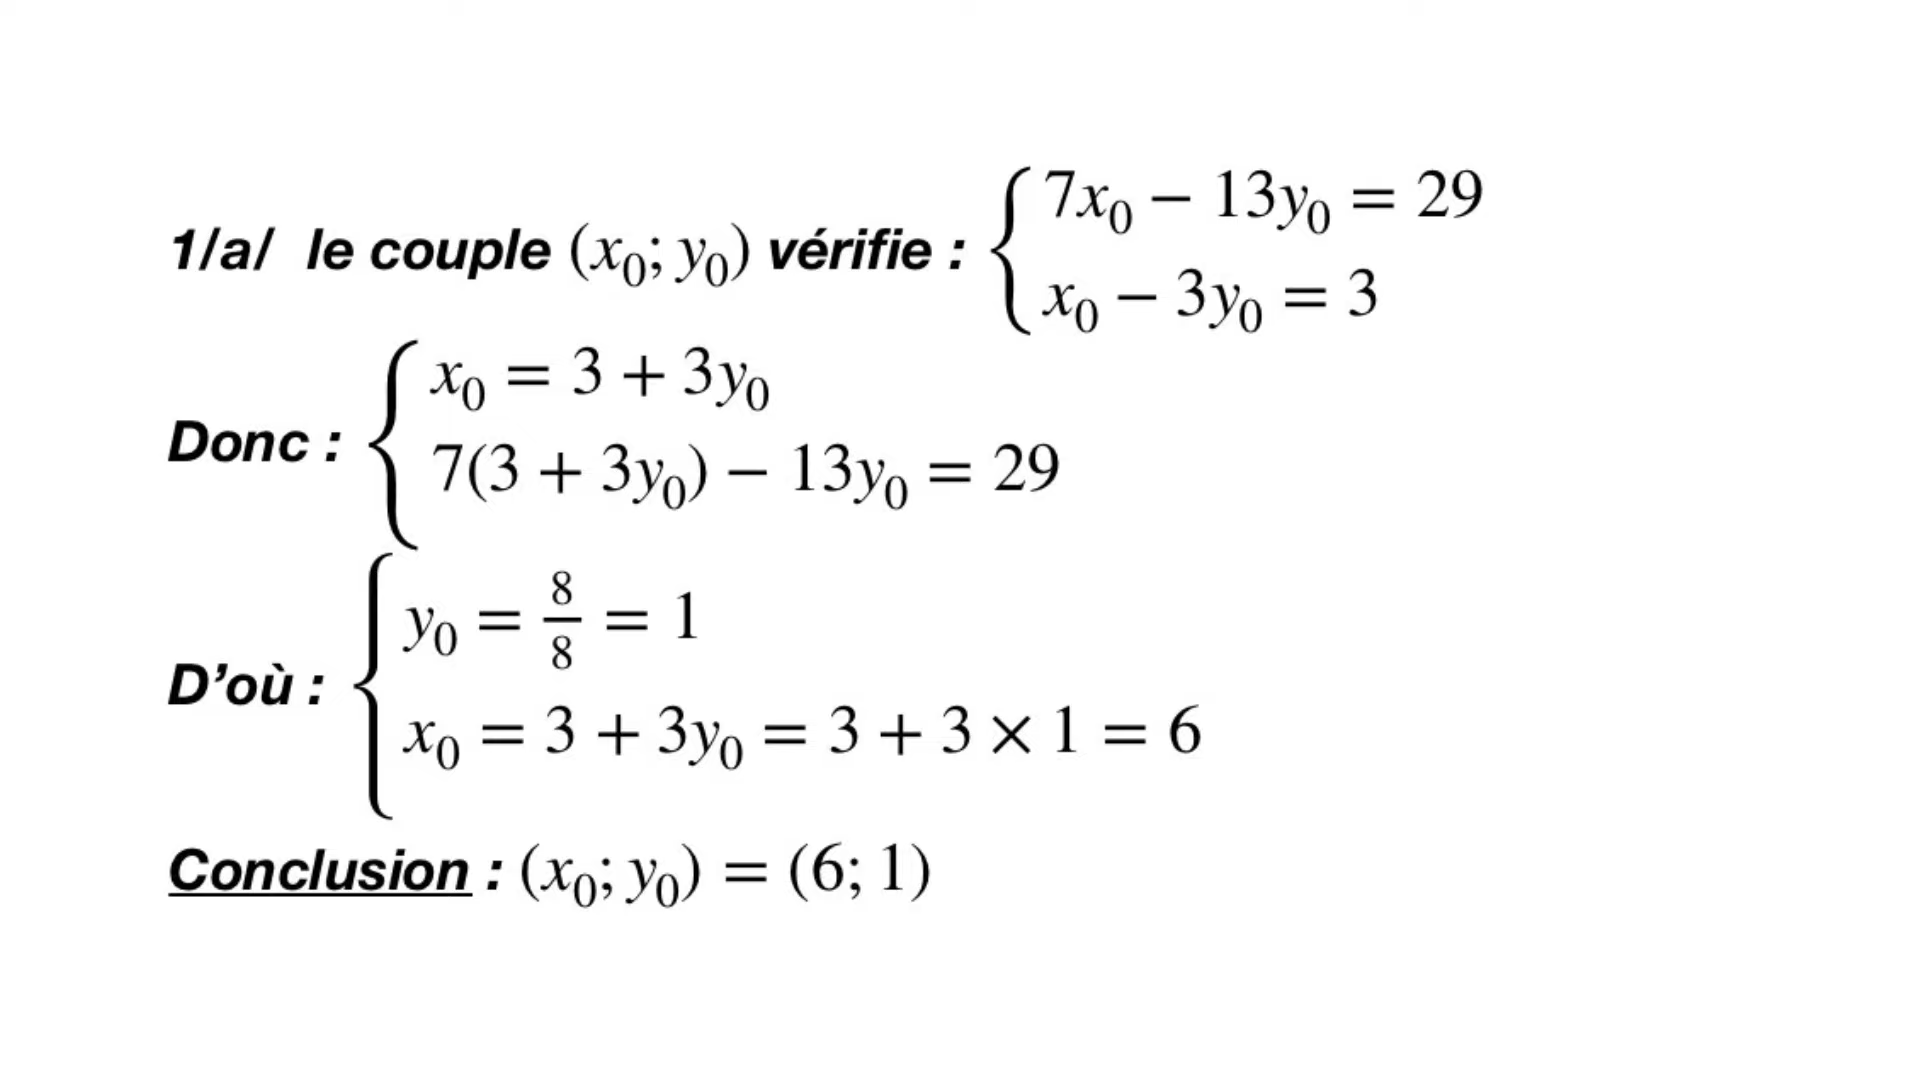 1/a/ le couple (x₀; y₀) vérifie : { 7x₀ − 13y₀ = 29
x₀ − 3y₀ = 3
Donc : { x₀ = 3 + 3y₀
7(3 + 3y₀) − 13y₀ = 29
D’où : { y₀ = 8/8 = 1
x₀ = 3 + 3y₀ = 3 + 3 × 1 = 6
Conclusion : (x₀; y₀) = (6; 1)